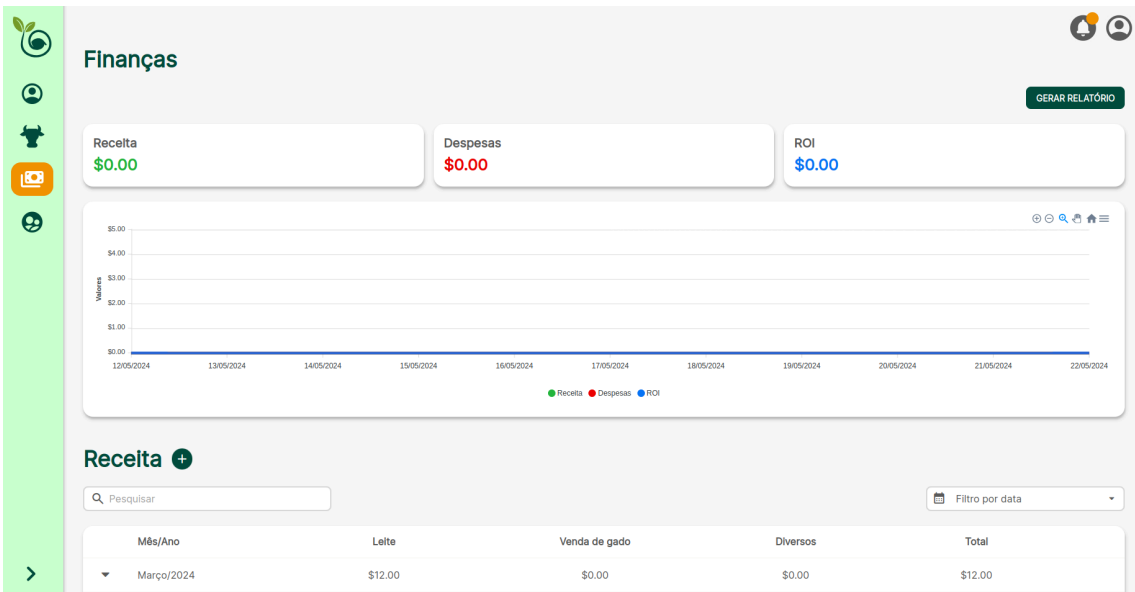 Finanças
GERAR RELATÓRIO
Receita
$0.00
Despesas
$0.00
ROI
$0.00
$5.00
$4.00
$3.00
$2.00
$1.00
$0.00
Valores
12/05/2024 13/05/2024 14/05/2024 15/05/2024 16/05/2024 17/05/2024 18/05/2024 19/05/2024 20/05/2024 21/05/2024 22/05/2024
Receita Despesas ROI
Receita
Pesquisar
Filtro por data
Mês/Ano Leite Venda de gado Diversos Total
Março/2024 $12.00 $0.00 $0.00 $12.00